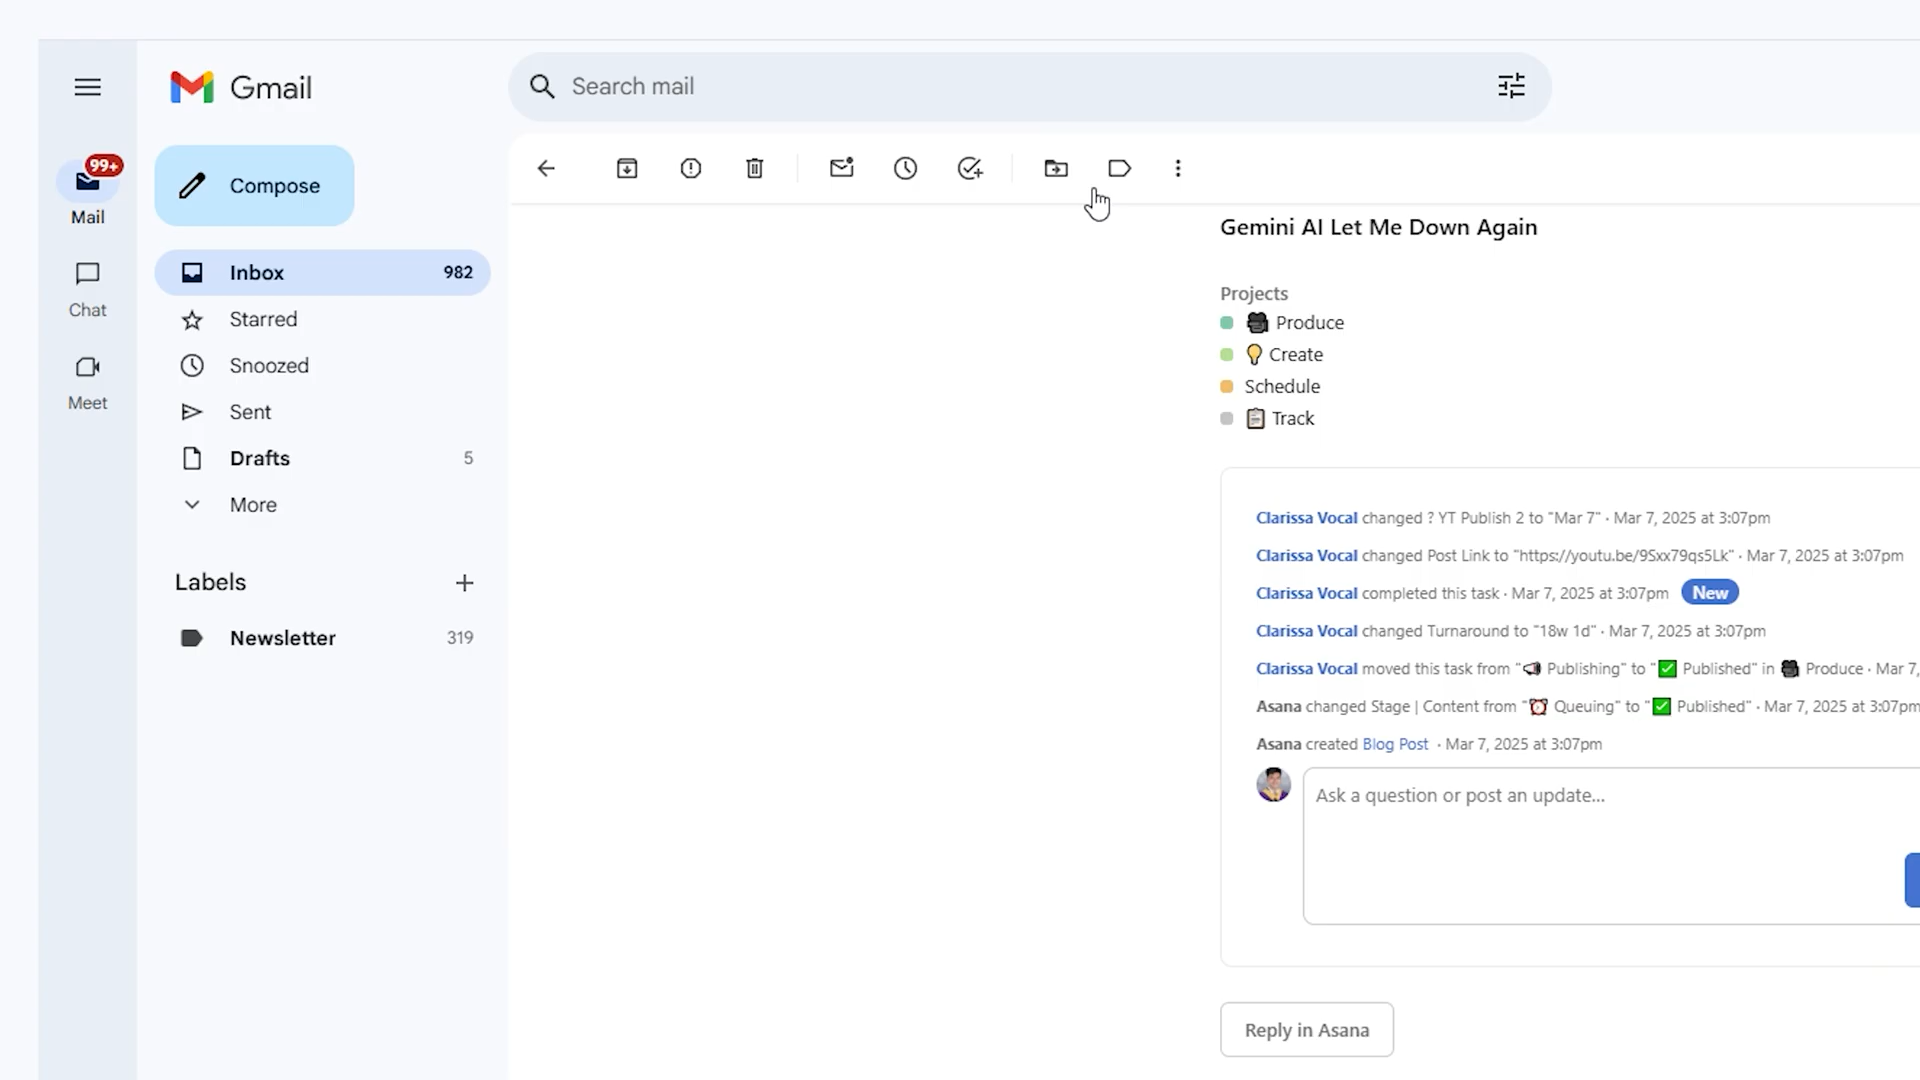 Gmail
Search mail
99+
Mail
Compose
Chat
Meet
Inbox 982
Starred
Snoozed
Sent
Drafts 5
More
Labels
Newsletter 319
Gemini AI Let Me Down Again
Projects
Produce
Create
Schedule
Track
Clarissa Vocal changed ? YT Publish 2 to "Mar 7" · Mar 7, 2025 at 3:07pm
Clarissa Vocal changed Post Link to "https://youtu.be/9Sxx79qs5Lk" · Mar 7, 2025 at 3:07pm
Clarissa Vocal completed this task · Mar 7, 2025 at 3:07pm New
Clarissa Vocal changed Turnaround to "18w 1d" · Mar 7, 2025 at 3:07pm
Clarissa Vocal moved this task from "📣 Publishing" to "✅ Published" in 🎥 Produce · Mar 7,
Asana changed Stage | Content from "⏰ Queuing" to "✅ Published" · Mar 7, 2025 at 3:07pm
Asana created Blog Post · Mar 7, 2025 at 3:07pm
Ask a question or post an update...
Reply in Asana